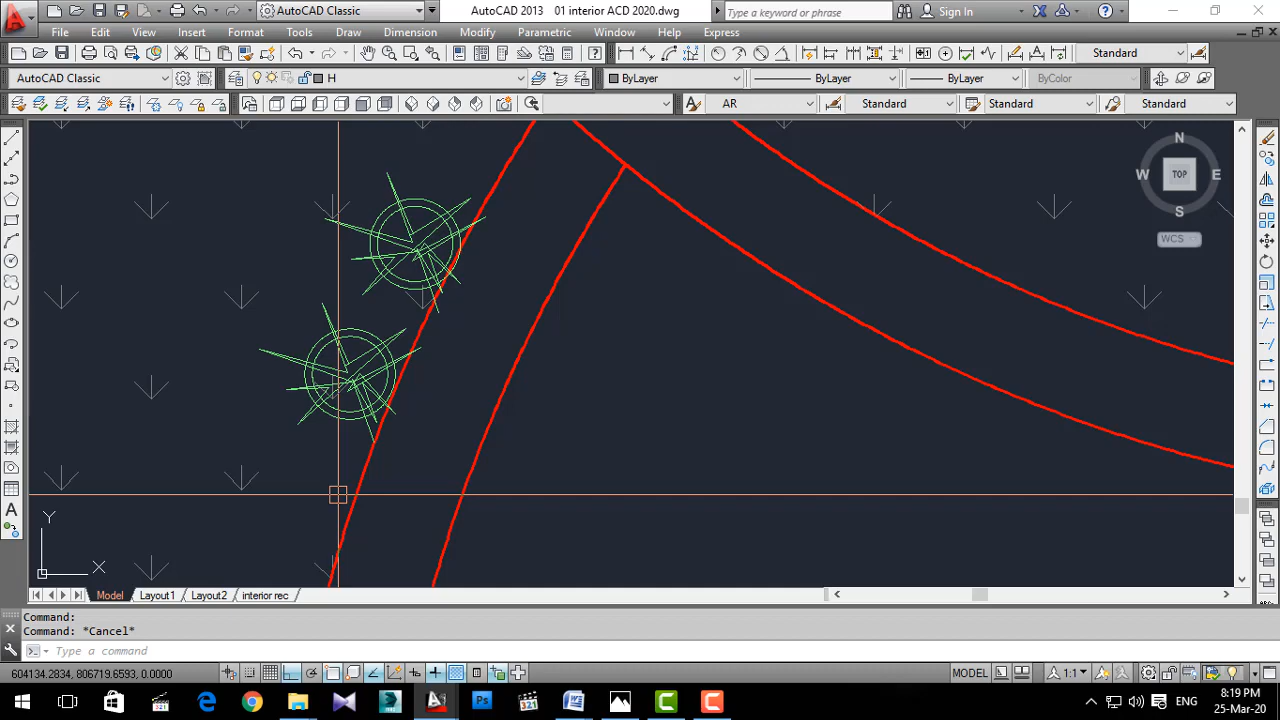 AutoCAD Classic
AutoCAD 2013 01 interior ACD 2020.dwg
Type a keyword or phrase
Sign In
File Edit View Insert Format Tools Draw Dimension Modify Parametric Window Help Express
Standard
AutoCAD Classic
H
ByLayer
ByLayer
ByLayer
ByColor
AR
Standard
Standard
Standard
N
W TOP E
S
WCS
Y
X
Model Layout1 Layout2 interior rec
Command:
Command: *Cancel*
Type a command
604134.2834, 806719.6593, 0.0000
MODEL
1:1
321
Ps
321
ENG
8:19 PM
25-Mar-20